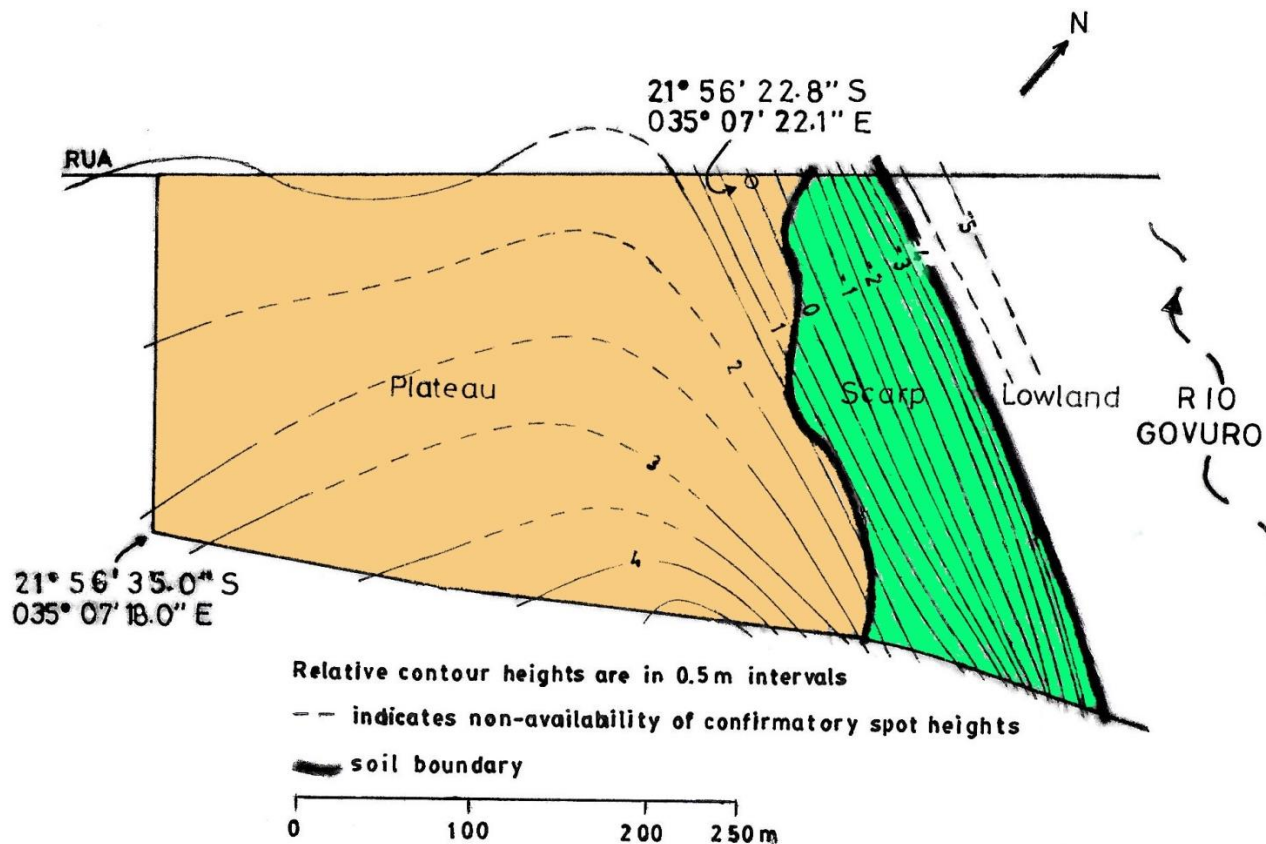 N
21° 56' 22.8" S
035° 07' 22.1" E
RUA
0
-5
-3
-2
-1
0
1
2
Plateau
Scarp
Lowland
RIO
GOVURO
3
4
21° 56' 35.0" S
035° 07' 18.0" E
Relative contour heights are in 0.5m intervals
-- indicates non-availability of confirmatory spot heights
soil boundary
0 100 200 250m